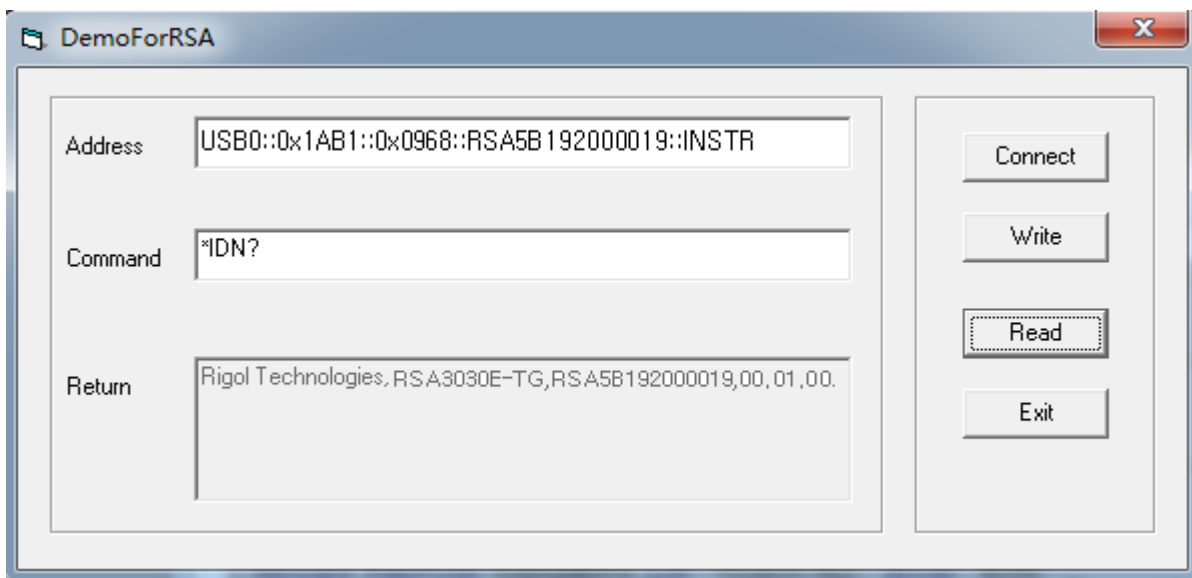 DemoForRSA
Address
USB0::0x1AB1::0x0968::RSA5B192000019::INSTR
Command
*IDN?
Return
Rigol Technologies, RSA3030E-TG,RSA5B192000019,00.01.00.
Connect
Write
Read
Exit